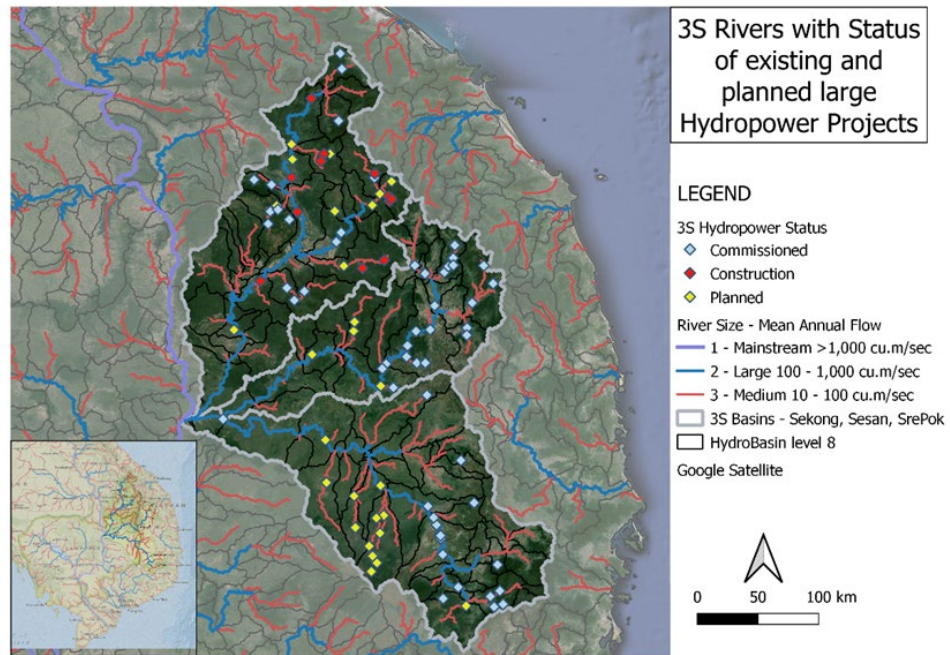 3S Rivers with Status
of existing and
planned large
Hydropower Projects
LEGEND
3S Hydropower Status
Commissioned
Construction
Planned
River Size - Mean Annual Flow
1 - Mainstream >1,000 cu.m/sec
2 - Large 100 - 1,000 cu.m/sec
3 - Medium 10 - 100 cu.m/sec
3S Basins - Sekong, Sesan, SrePok
HydroBasin level 8
Google Satellite
0 50 100 km